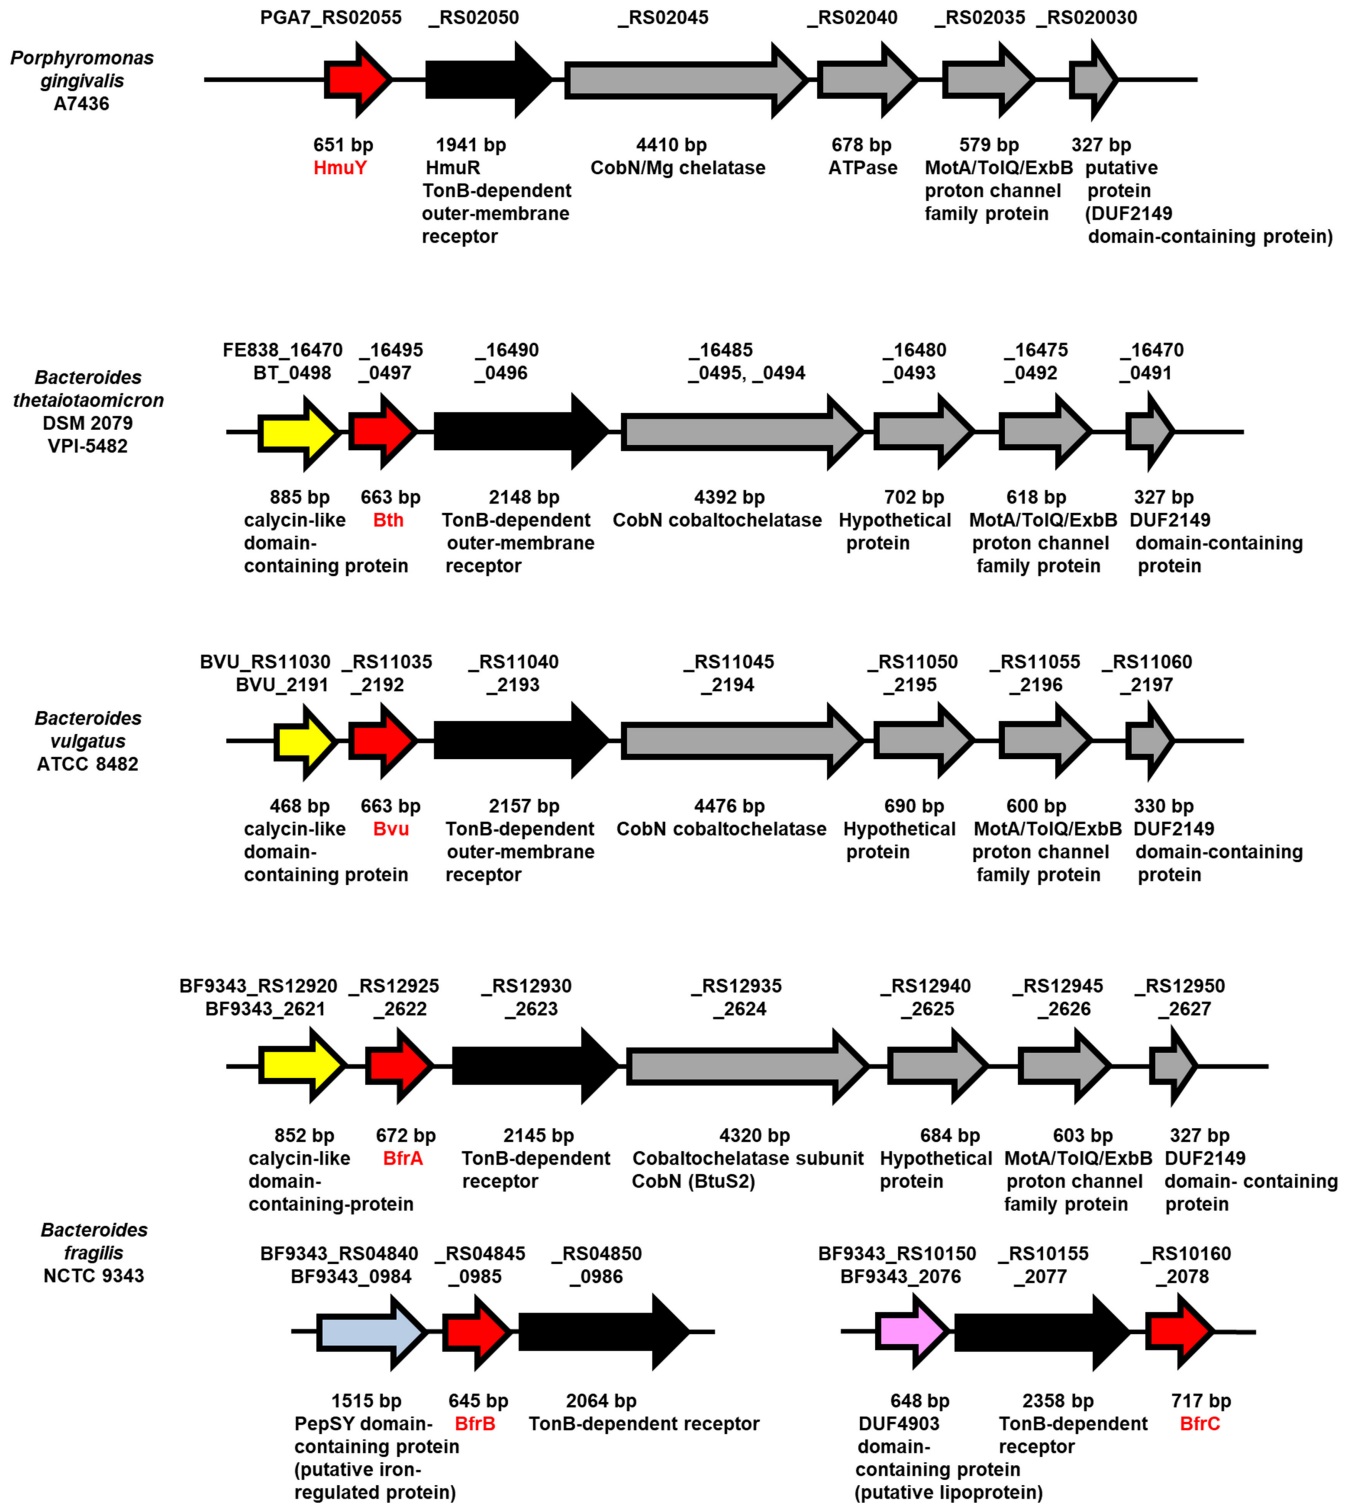 PGA7_RS02055 _RS02050 _RS02045 _RS02040 _RS02035 _RS020030
Porphyromonas
gingivalis
A7436
651 bp 1941 bp 4410 bp 678 bp 579 bp 327 bp
HmuY HmuR CobN/Mg chelatase ATPase MotA/TolQ/ExbB putative
TonB-dependent proton channel protein
outer-membrane family protein (DUF2149
receptor domain-containing protein)
FE838_16470 _16495 _16490 _16485 _16480 _16475 _16470
BT_0498 _0497 _0496 _0495, _0494 _0493 _0492 _0491
Bacteroides
thetaiotaomicron
DSM 2079
VPI-5482
885 bp 663 bp 2148 bp 4392 bp 702 bp 618 bp 327 bp
calycin-like Bth TonB-dependent CobN cobaltochelatase Hypothetical MotA/TolQ/ExbB DUF2149
domain- outer-membrane protein proton channel domain-containing
containing protein receptor family protein protein
BVU_RS11030 _RS11035 _RS11040 _RS11045 _RS11050 _RS11055 _RS11060
BVU_2191 _2192 _2193 _2194 _2195 _2196 _2197
Bacteroides
vulgatus
ATCC 8482
468 bp 663 bp 2157 bp 4476 bp 690 bp 600 bp 330 bp
calycin-like Bvu TonB-dependent CobN cobaltochelatase Hypothetical MotA/TolQ/ExbB DUF2149
domain- outer-membrane protein proton channel domain-containing
containing protein receptor family protein protein
BF9343_RS12920 _RS12925 _RS12930 _RS12935 _RS12940 _RS12945 _RS12950
BF9343_2621 _2622 _2623 _2624 _2625 _2626 _2627
852 bp 672 bp 2145 bp 4320 bp 684 bp 603 bp 327 bp
calycin-like BfrA TonB-dependent Cobaltochelatase subunit Hypothetical MotA/TolQ/ExbB DUF2149
domain- receptor CobN (BtuS2) protein proton channel domain- containing
containing-protein family protein protein
Bacteroides
fragilis
NCTC 9343
BF9343_RS04840 _RS04845 _RS04850 BF9343_RS10150 _RS10155 _RS10160
BF9343_0984 _0985 _0986 BF9343_2076 _2077 _2078
1515 bp 645 bp 2064 bp 648 bp 2358 bp 717 bp
PepSY domain- BfrB TonB-dependent receptor DUF4903 TonB-dependent BfrC
containing protein domain- receptor
(putative iron- containing protein
regulated protein) (putative lipoprotein)